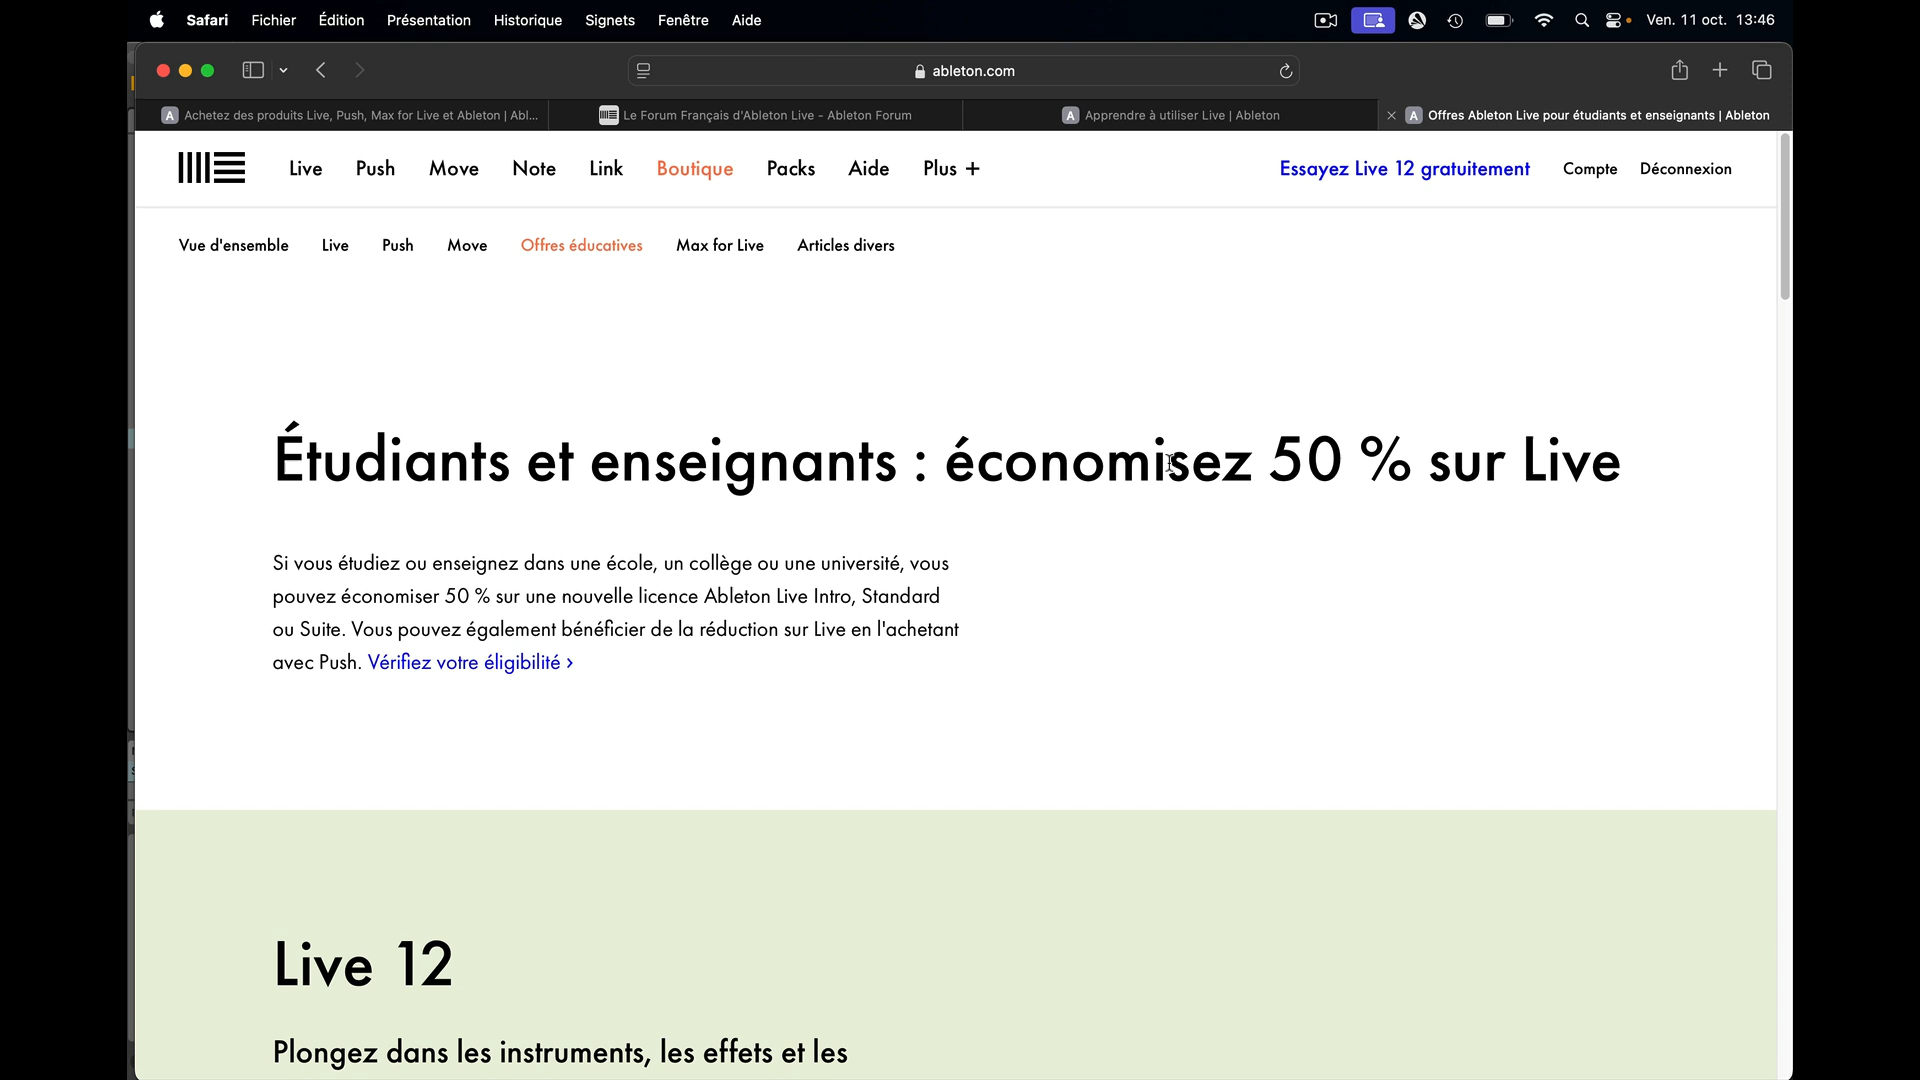 Safari Fichier Édition Présentation Historique Signets Fenêtre Aide Ven. 11 oct. 13:46
ableton.com
Achetez des produits Live, Push, Max for Live et Ableton | Abl... Le Forum Français d'Ableton Live - Ableton Forum Apprendre à utiliser Live | Ableton Offres Ableton Live pour étudiants et enseignants | Ableton
Live Push Move Note Link Boutique Packs Aide Plus + Essayez Live 12 gratuitement Compte Déconnexion
Vue d'ensemble Live Push Move Offres éducatives Max for Live Articles divers
Étudiants et enseignants : économisez 50 % sur Live
Si vous étudiez ou enseignez dans une école, un collège ou une université, vous
pouvez économiser 50 % sur une nouvelle licence Ableton Live Intro, Standard
ou Suite. Vous pouvez également bénéficier de la réduction sur Live en l'achetant
avec Push. Vérifiez votre éligibilité ›
Live 12
Plongez dans les instruments, les effets et les